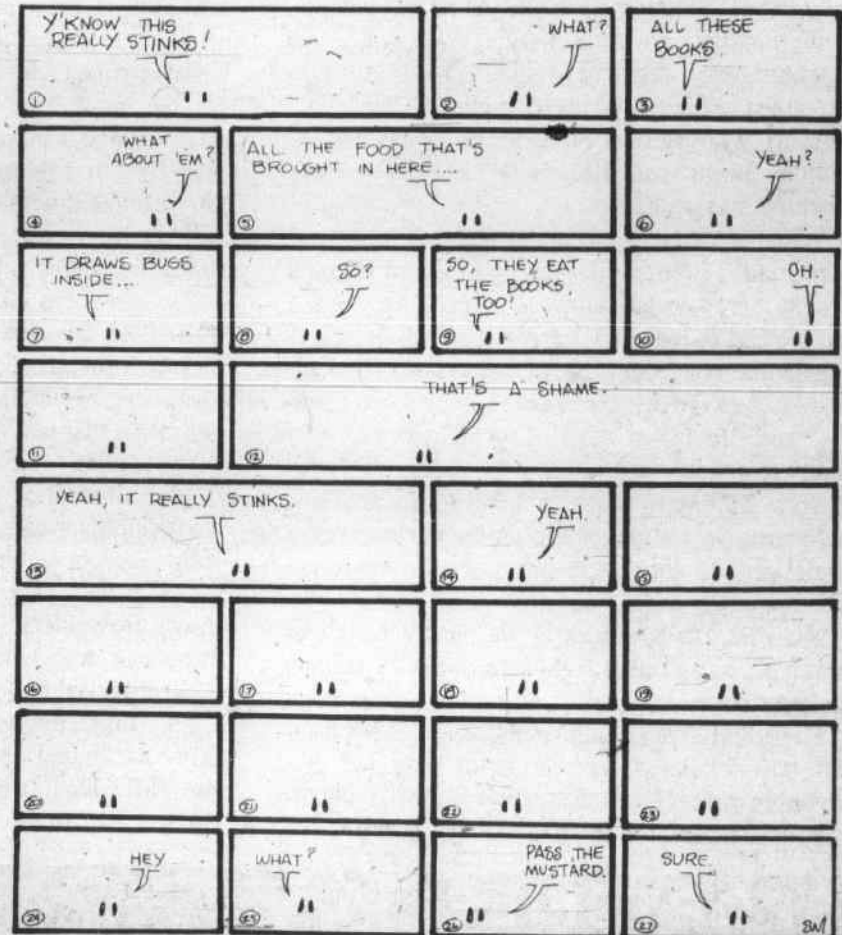 Y'KNOW THIS
REALLY STINKS!
①
WHAT?
②
ALL THESE
BOOKS
③
WHAT
ABOUT 'EM?
④
ALL THE FOOD THAT'S
BROUGHT IN HERE....
⑤
YEAH?
⑥
IT DRAWS BUGS
INSIDE...
⑦
SO?
⑧
SO, THEY EAT
THE BOOKS,
TOO!
⑨
OH.
⑩
⑪
THAT'S A SHAME.
⑫
YEAH, IT REALLY STINKS.
⑬
YEAH.
⑭
⑮
⑯
⑰
⑱
⑲
⑳
㉑
㉒
㉓
HEY
㉔
WHAT?
㉕
PASS THE
MUSTARD.
㉖
SURE.
㉗